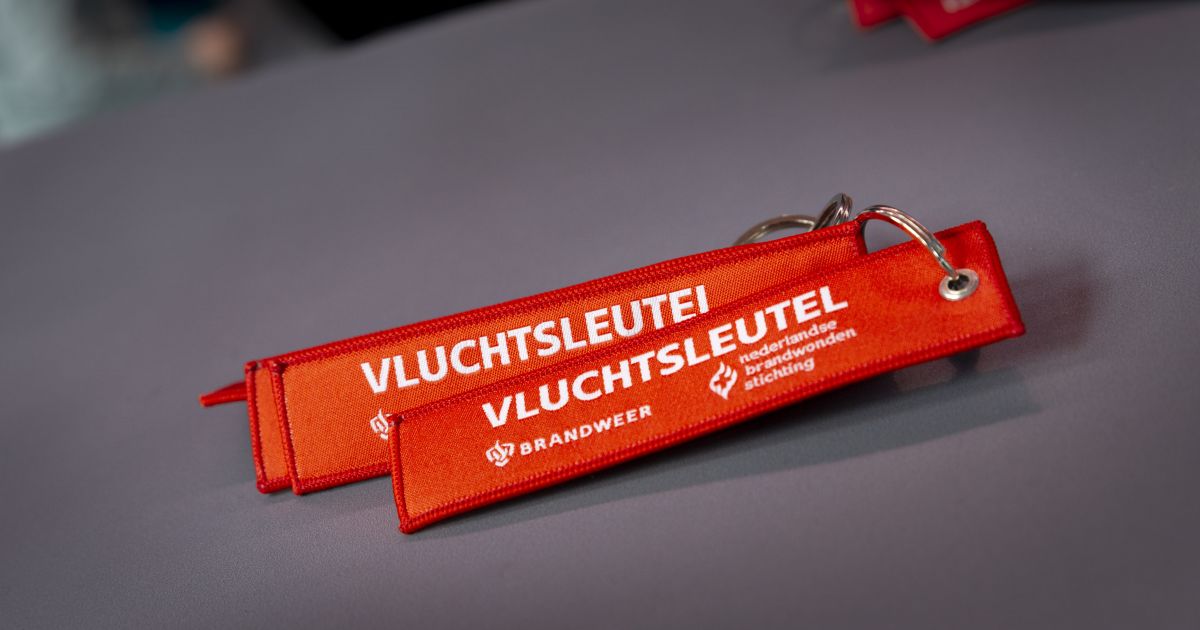 VLUCHTSLEUTEL
VLUCHTSLEUTEL
nederlandse
brandwonden
stichting
BRANDWEER